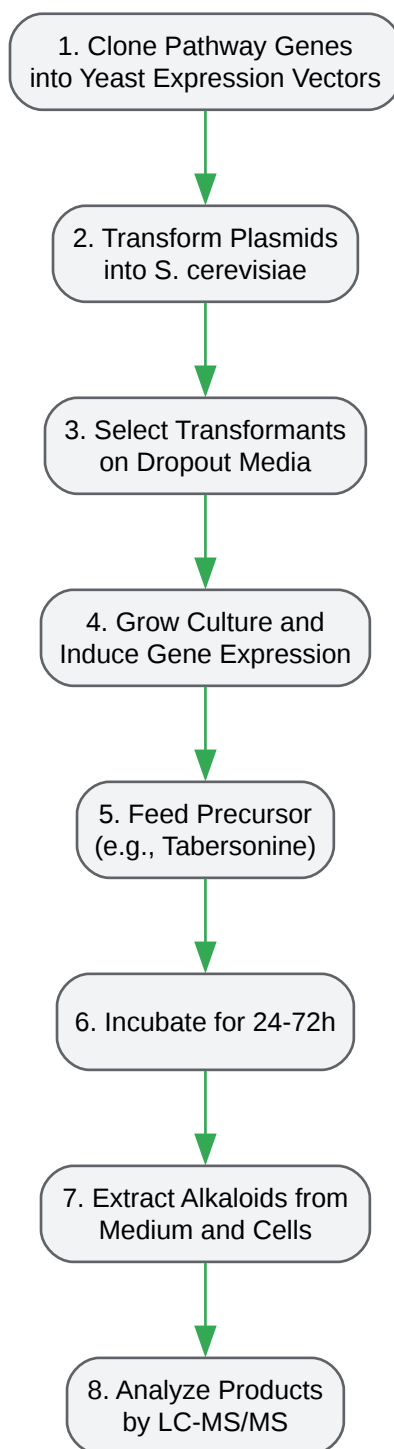 1. Clone Pathway Genes
into Yeast Expression Vectors
2. Transform Plasmids
into S. cerevisiae
3. Select Transformants
on Dropout Media
4. Grow Culture and
Induce Gene Expression
5. Feed Precursor
(e.g., Tabersonine)
6. Incubate for 24-72h
7. Extract Alkaloids from
Medium and Cells
8. Analyze Products
by LC-MS/MS